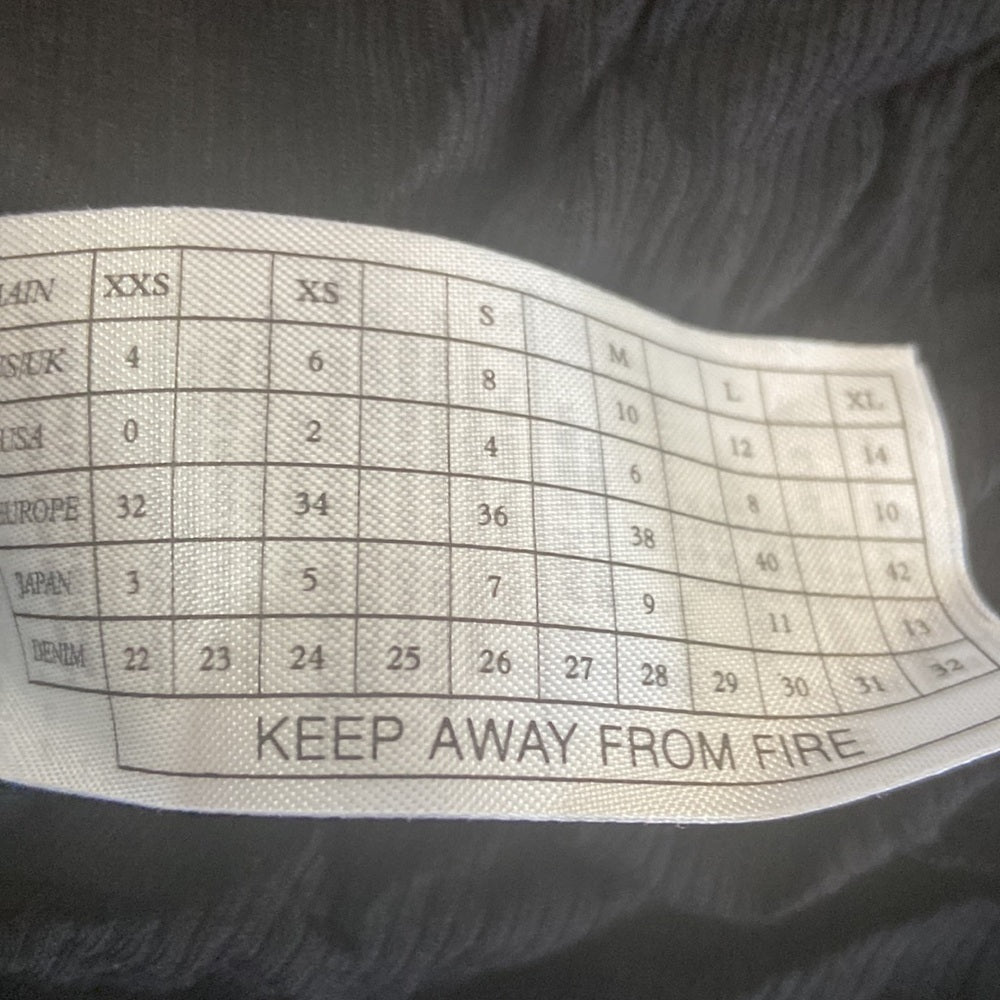 AIN XXS XS S M L XL
S/UK 4 6 8 10 12 14
USA 0 2 4 6 8 10
EUROPE 32 34 36 38 40 42
JAPAN 3 5 7 9 11 13
DENIM 22 23 24 25 26 27 28 29 30 31 32
KEEP AWAY FROM FIRE